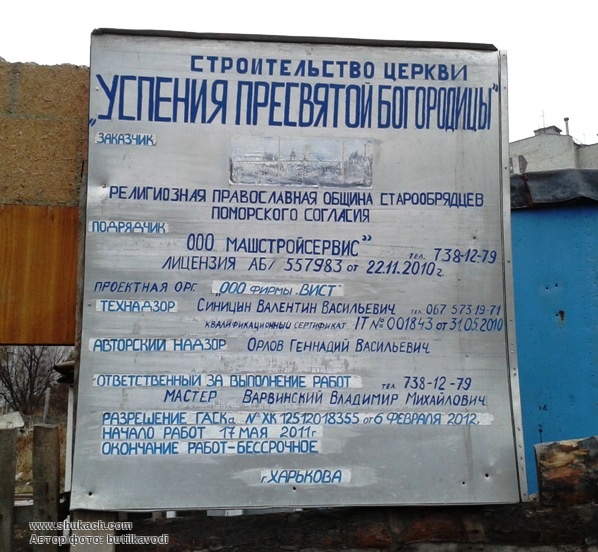 СТРОИТЕЛЬСТВО ЦЕРКВИ
"УСПЕНИЯ ПРЕСВЯТОЙ БОГОРОДИЦЫ"
ЗАКАЗЧИК
РЕЛИГИОЗНАЯ ПРАВОСЛАВНАЯ ОБЩИНА СТАРООБРЯДЦЕВ
ПОМОРСКОГО СОГЛАСИЯ
ПОДРЯДЧИК
ООО МАШСТРОЙСЕРВИС" ТЕЛ. 738-12-79
ЛИЦЕНЗИЯ АБ/ 557983 от 22.11.2010г.
ПРОЕКТНАЯ ОРГ „ООО ФИРМЫ „ВИСТ"
ТЕХНАДЗОР СИНИЦЫН ВАЛЕНТИН ВАСИЛЬЕВИЧ ТЕЛ 067 573 19-71
КВАЛИФИКАЦИОННЫЙ СЕРТИФИКАТ ІТ № 001843 от 31.05.2010
АВТОРСКИЙ НАДЗОР ОРЛОВ ГЕННАДИЙ ВАСИЛЬЕВИЧ
ОТВЕТСТВЕННЫЙ ЗА ВЫПОЛНЕНИЕ РАБОТ ТЕЛ 738-12-79
МАСТЕР ВАРВИНСКИЙ ВЛАДИМИР МИХАЙЛОВИЧ
РАЗРЕШЕНИЕ ГАСКа № ХК 12512018355 от 6 ФЕВРАЛЯ 2012.
НАЧАЛО РАБОТ 17 МАЯ 2011г
ОКОНЧАНИЕ РАБОТ-БЕССРОЧНОЕ
г.ХАРЬКОВА
www.shukach.com
Автор фото: butilkavodi